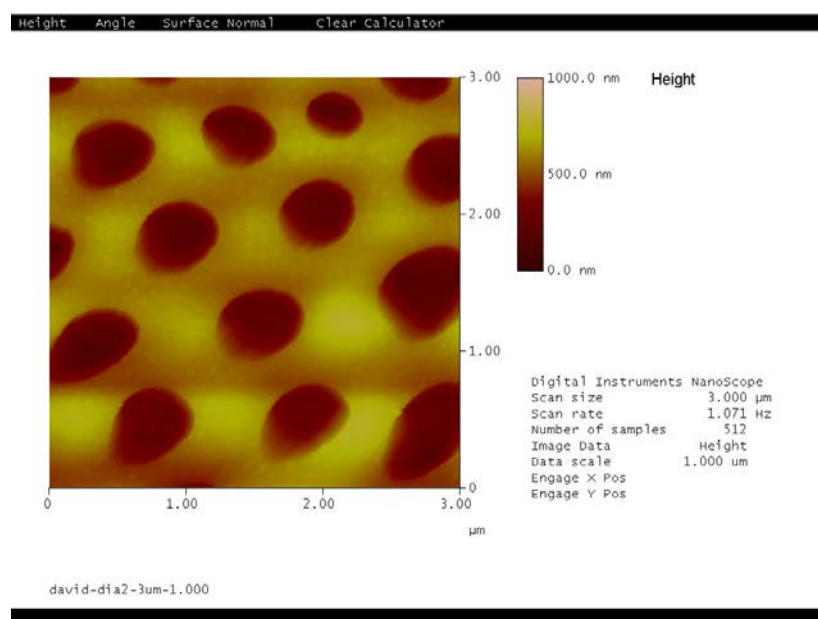 Height Angle Surface Normal Clear Calculator
3.00
1000.0 nm
Height
500.0 nm
2.00
0.0 nm
1.00
Digital Instruments NanoScope
Scan size 3.000 µm
Scan rate 1.071 Hz
Number of samples 512
Image Data Height
Data scale 1.000 um
Engage X Pos
Engage Y Pos
0
0 1.00 2.00 3.00
µm
david-dia2-3um-1.000